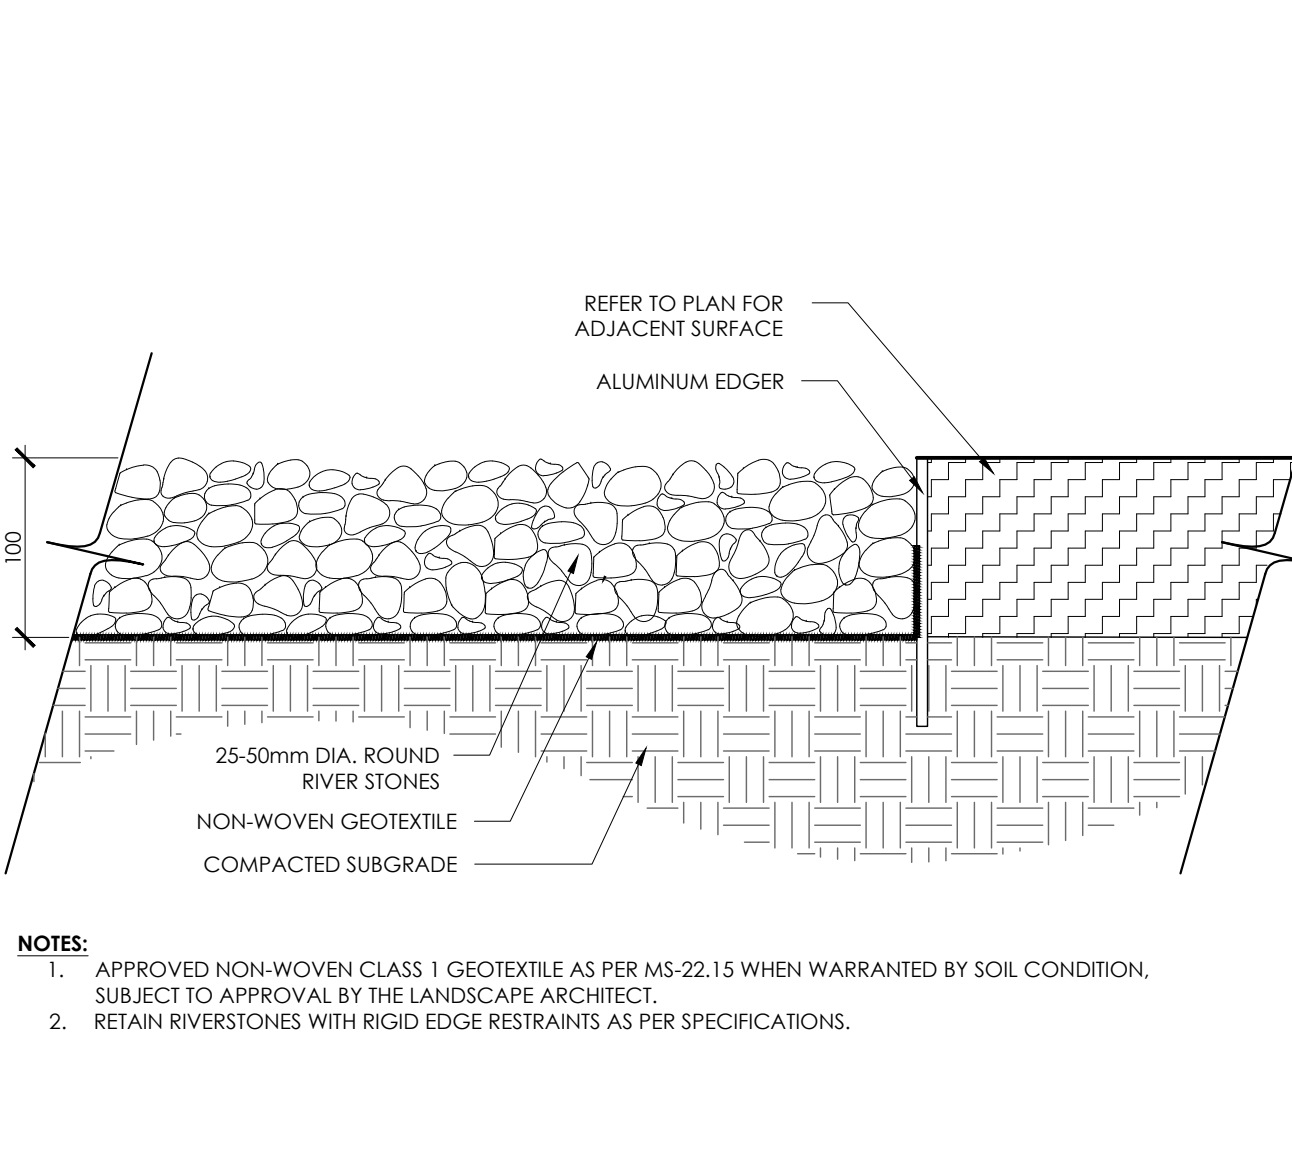 REFER TO PLAN FOR
ADJACENT SURFACE
ALUMINUM EDGER
100
25-50mm DIA. ROUND
RIVER STONES
NON-WOVEN GEOTEXTILE
COMPACTED SUBGRADE
NOTES:
1. APPROVED NON-WOVEN CLASS 1 GEOTEXTILE AS PER MS-22.15 WHEN WARRANTED BY SOIL CONDITION,
SUBJECT TO APPROVAL BY THE LANDSCAPE ARCHITECT.
2. RETAIN RIVERSTONES WITH RIGID EDGE RESTRAINTS AS PER SPECIFICATIONS.